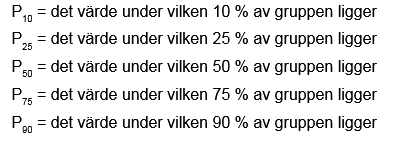 P10 = det värde under vilken 10 % av gruppen ligger
P25 = det värde under vilken 25 % av gruppen ligger
P50 = det värde under vilken 50 % av gruppen ligger
P75 = det värde under vilken 75 % av gruppen ligger
P90 = det värde under vilken 90 % av gruppen ligger